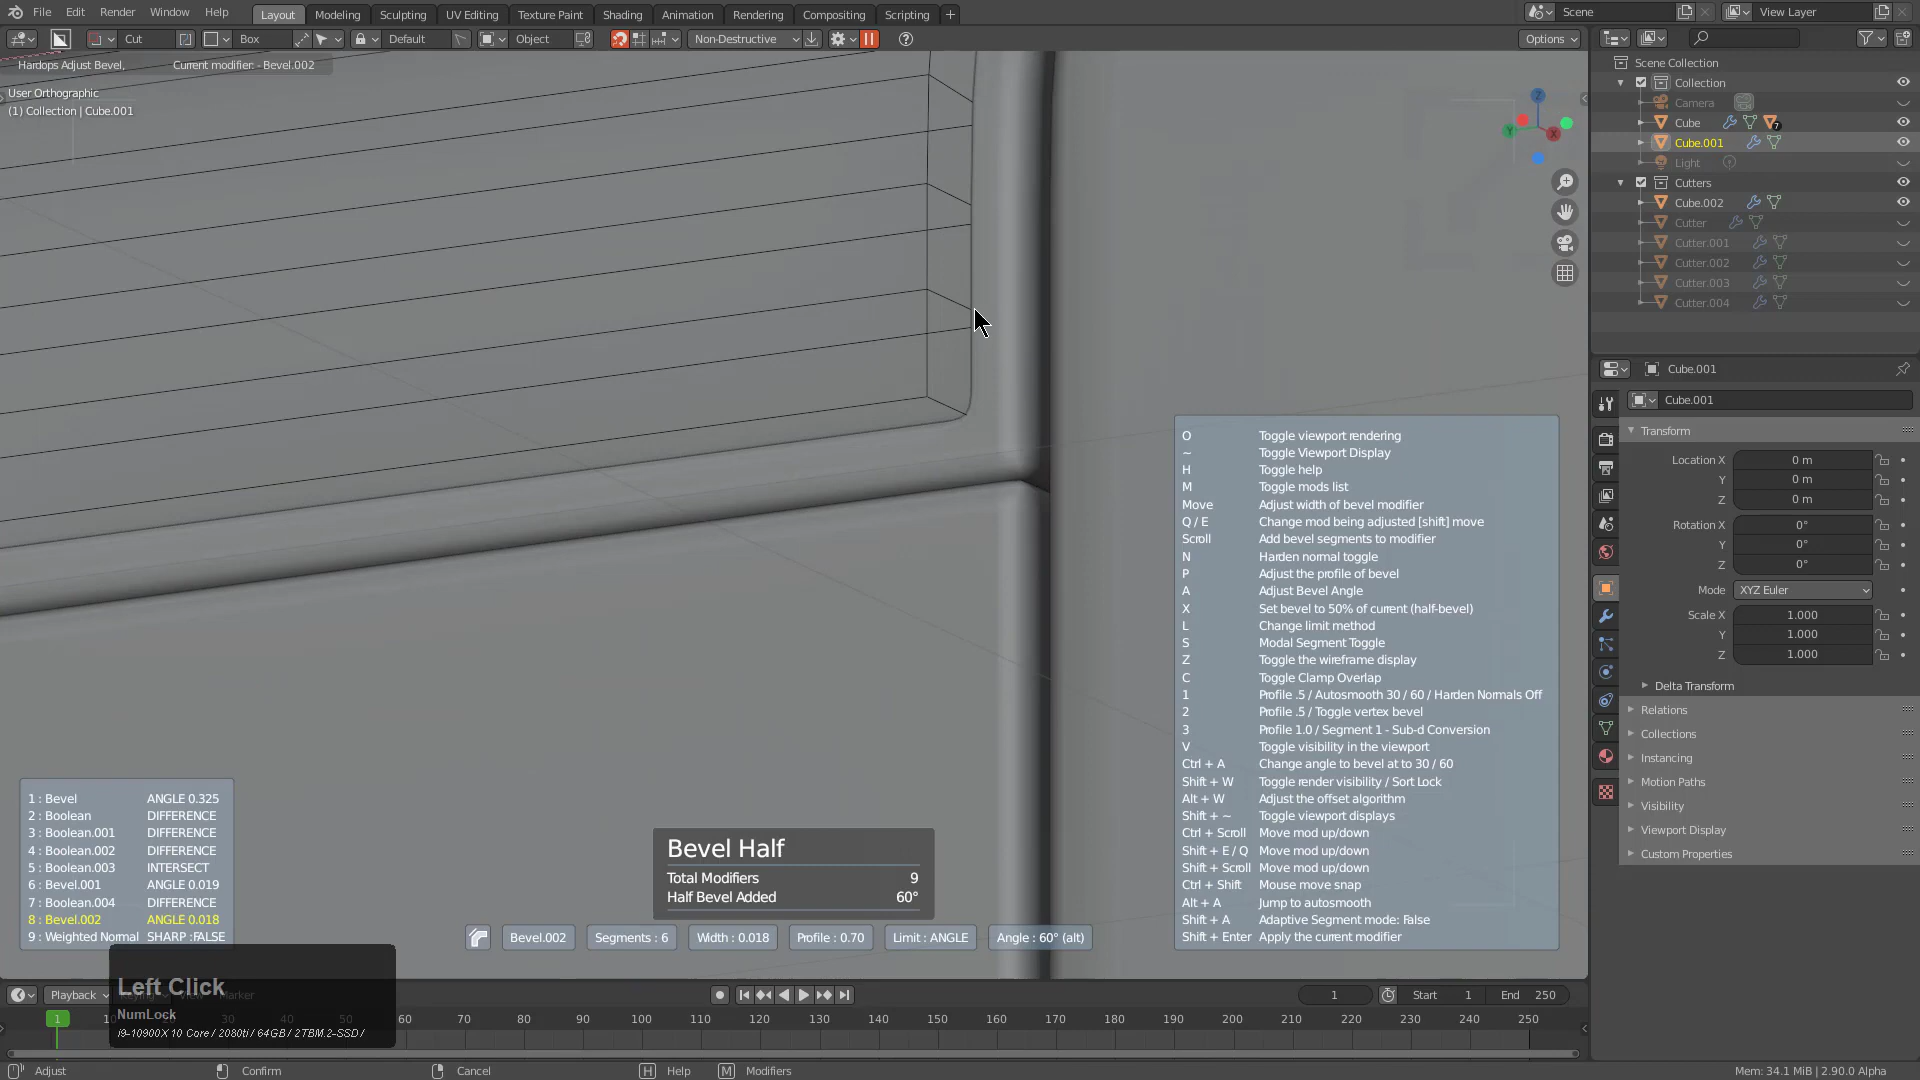 File Edit Render Window Help Layout Modeling Sculpting UV Editing Texture Paint Shading Animation Rendering Compositing Scripting + Scene View Layer
Cut Box Default Object Non-Destructive Options
Hardops Adjust Bevel, Current modifier: - Bevel.002
User Orthographic
(1) Collection | Cube.001
Z
Y
X
Scene Collection
Collection
Camera
Cube 7
Cube.001
Light
Cutters
Cube.002
Cutter
Cutter.001
Cutter.002
Cutter.003
Cutter.004
Cube.001
Cube.001
Transform
Location X 0 m
Y 0 m
Z 0 m
Rotation X 0°
Y 0°
Z 0°
Mode XYZ Euler
Scale X 1.000
Y 1.000
Z 1.000
Delta Transform
Relations
Collections
Instancing
Motion Paths
Visibility
Viewport Display
Custom Properties
O Toggle viewport rendering
~ Toggle Viewport Display
H Toggle help
M Toggle mods list
Move Adjust width of bevel modifier
Q / E Change mod being adjusted [shift] move
Scroll Add bevel segments to modifier
N Harden normal toggle
P Adjust the profile of bevel
A Adjust Bevel Angle
X Set bevel to 50% of current (half-bevel)
L Change limit method
S Modal Segment Toggle
Z Toggle the wireframe display
C Toggle Clamp Overlap
1 Profile .5 / Autosmooth 30 / 60 / Harden Normals Off
2 Profile .5 / Toggle vertex bevel
3 Profile 1.0 / Segment 1 - Sub-d Conversion
V Toggle visibility in the viewport
Ctrl + A Change angle to bevel at to 30 / 60
Shift + W Toggle render visibility / Sort Lock
Alt + W Adjust the offset algorithm
Shift + ~ Toggle viewport displays
Ctrl + Scroll Move mod up/down
Shift + E / Q Move mod up/down
Shift + Scroll Move mod up/down
Ctrl + Shift Mouse move snap
Alt + A Jump to autosmooth
Shift + A Adaptive Segment mode: False
Shift + Enter Apply the current modifier
1 : Bevel ANGLE 0.325
2 : Boolean DIFFERENCE
3 : Boolean.001 DIFFERENCE
4 : Boolean.002 DIFFERENCE
5 : Boolean.003 INTERSECT
6 : Bevel.001 ANGLE 0.019
7 : Boolean.004 DIFFERENCE
8 : Bevel.002 ANGLE 0.018
9 : Weighted Normal SHARP :FALSE
Bevel Half
Total Modifiers 9
Half Bevel Added 60°
Bevel.002 Segments : 6 Width : 0.018 Profile : 0.70 Limit : ANGLE Angle : 60° (alt)
Left Click
NumLock
i9-10900X 10 Core / 2080ti / 64GB / 2TBM.2-SSD /
Playback Keying View Marker 1 Start 1 End 250
1 10 60 70 80 90 100 110 120 130 140 150 160 170 180 190 200 210 220 230 240 250
Adjust Confirm Cancel H Help M Modifiers Mem: 34.1 MiB | 2.90.0 Alpha